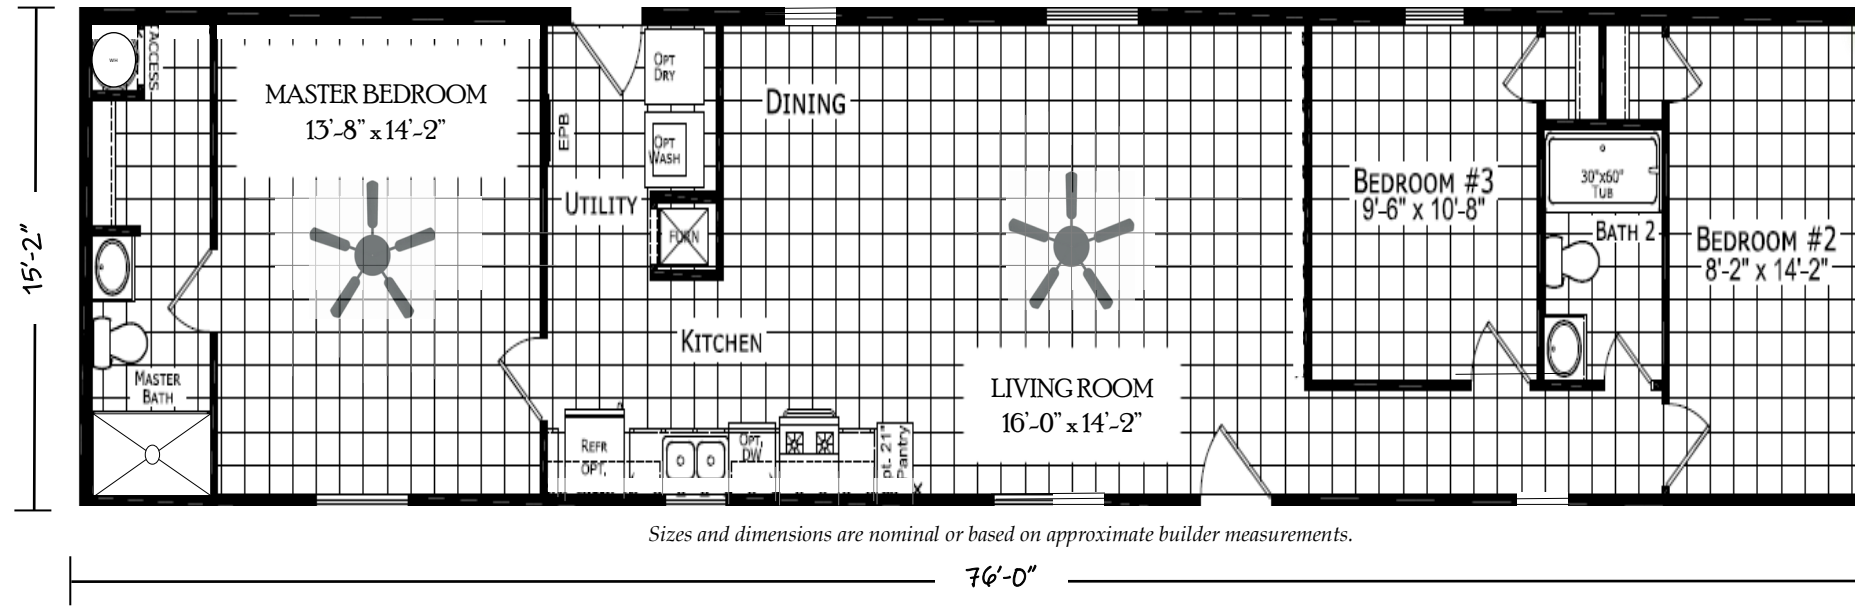 WH
ACCESS
MASTER BEDROOM
13’-8” x 14’-2”
EPB
OPT
DRY
OPT
WASH
UTILITY
FURN
DINING
KITCHEN
LIVING ROOM
16’-0” x 14’-2”
BEDROOM #3
9'-6" x 10'-8"
30"x60"
TUB
BATH 2
BEDROOM #2
8'-2" x 14'-2"
MASTER
BATH
REFR
OPT.
OPT.
DW
pt. 21"
Pantry
15’-2”
Sizes and dimensions are nominal or based on approximate builder measurements.
76’-0”